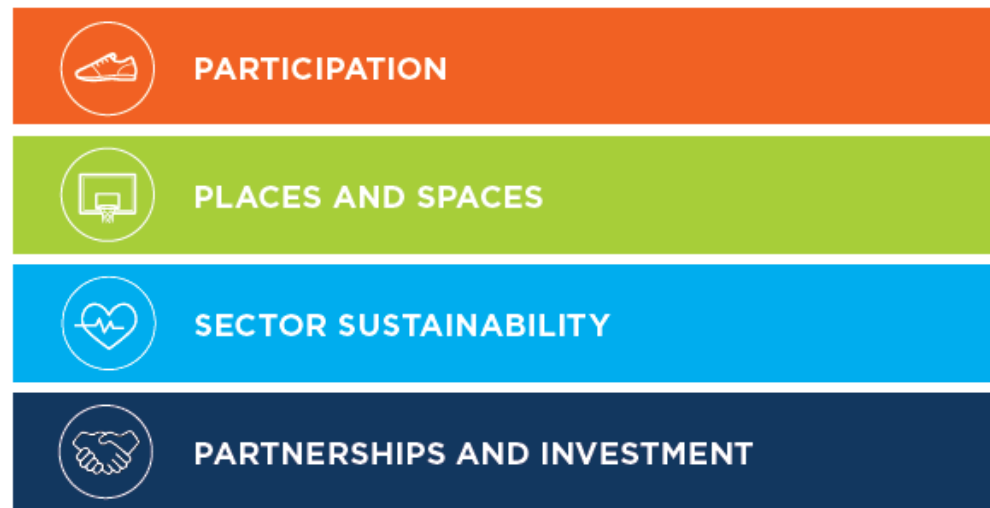 PARTICIPATION
PLACES AND SPACES
SECTOR SUSTAINABILITY
PARTNERSHIPS AND INVESTMENT